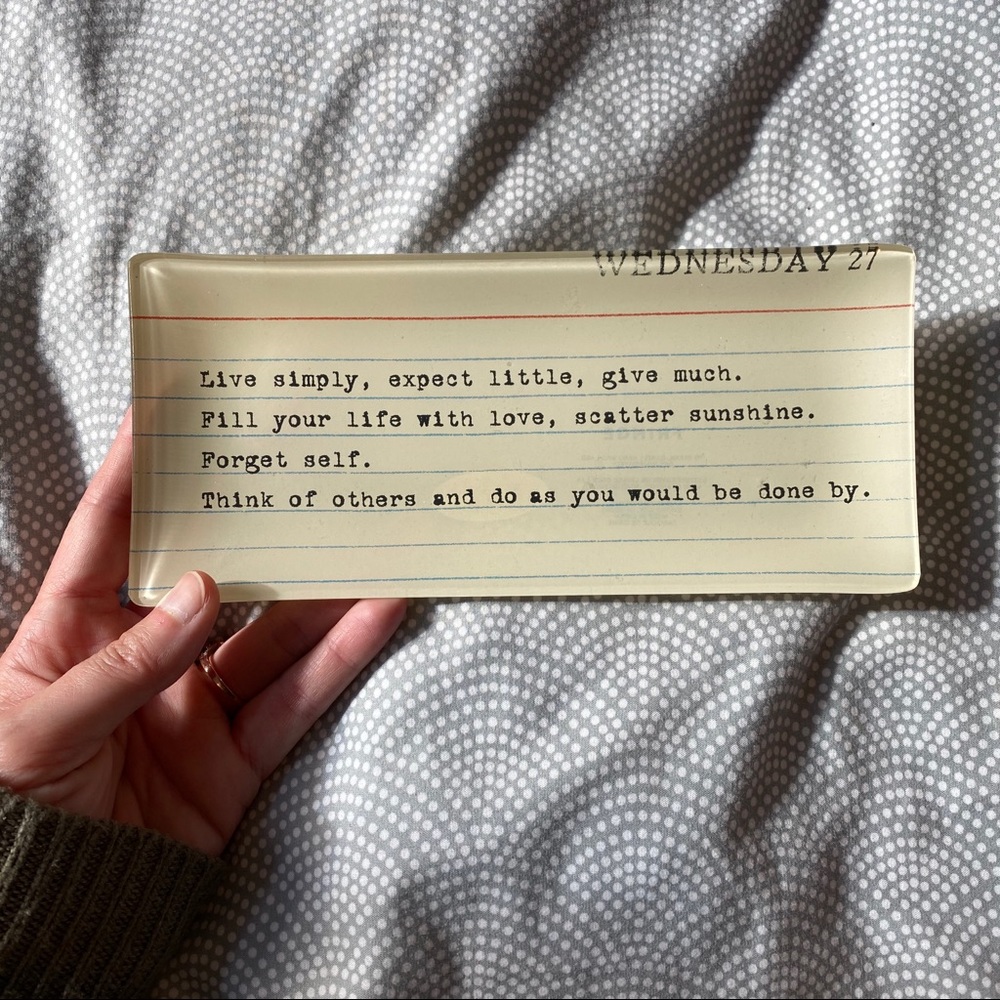 WEDNESDAY 27
Live simply, expect little, give much.
Fill your life with love, scatter sunshine.
Forget self.
Think of others and do as you would be done by.